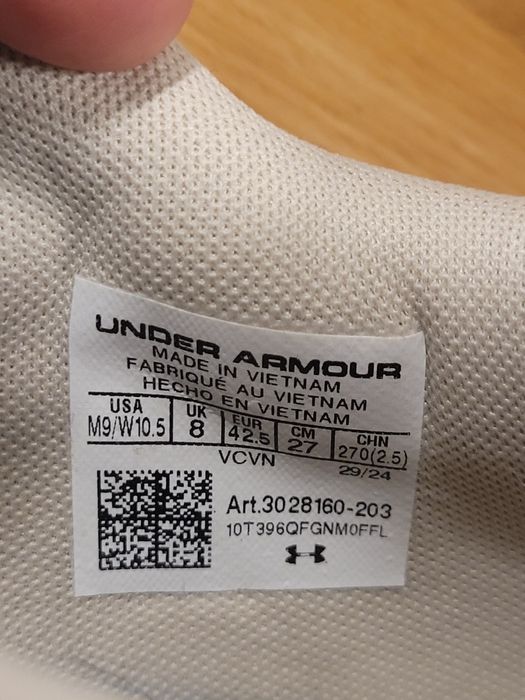 UNDER ARMOUR
MADE IN VIETNAM
FABRIQUÉ AU VIETNAM
HECHO EN VIETNAM
USA UK EUR CM CHN
M9/W10.5 8 42.5 27 270(2.5)
VCVN 29/24
Art.3028160-203
10T396QFGNM0FFL